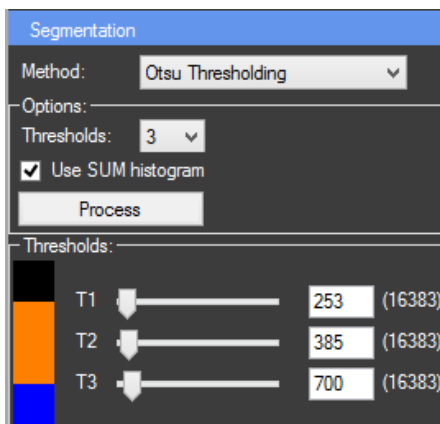 Segmentation
Method: Otsu Thresholding
Options:
Thresholds: 3
Use SUM histogram
Process
Thresholds:
T1 253 (16383)
T2 385 (16383)
T3 700 (16383)